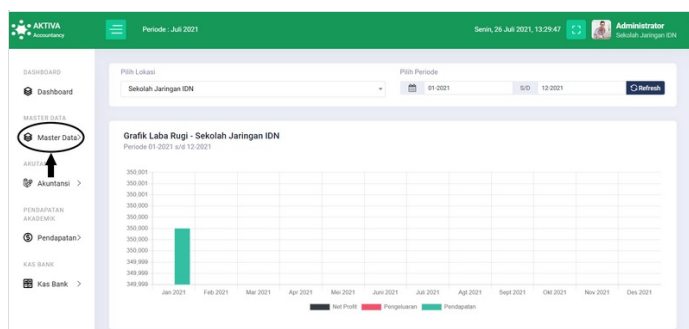 AKTIVA
Accountancy
Periode : Juli 2021
Senin, 26 Juli 2021, 13:29:47
Administrator
Sekolah Jaringan IDN
DASHBOARD
Dashboard
MASTER DATA
Master Data
Akuntansi
PENDAPATAN
AKADEMIK
Pendapatan
KAS BANK
Kas Bank
Pilih Lokasi
Sekolah Jaringan IDN
Pilih Periode
01-2021 S/D 12-2021
Refresh
Grafik Laba Rugi - Sekolah Jaringan IDN
Periode 01-2021 s/d 12-2021
350,001
350,001
350,001
350,000
350,000
350,000
350,000
350,000
349,999
349,999
349,999
Jan 2021 Feb 2021 Mar 2021 Apr 2021 Mei 2021 Juni 2021 Juli 2021 Agt 2021 Sept 2021 Okt 2021 Nov 2021 Des 2021
Net Profit Pengeluaran Pendapatan